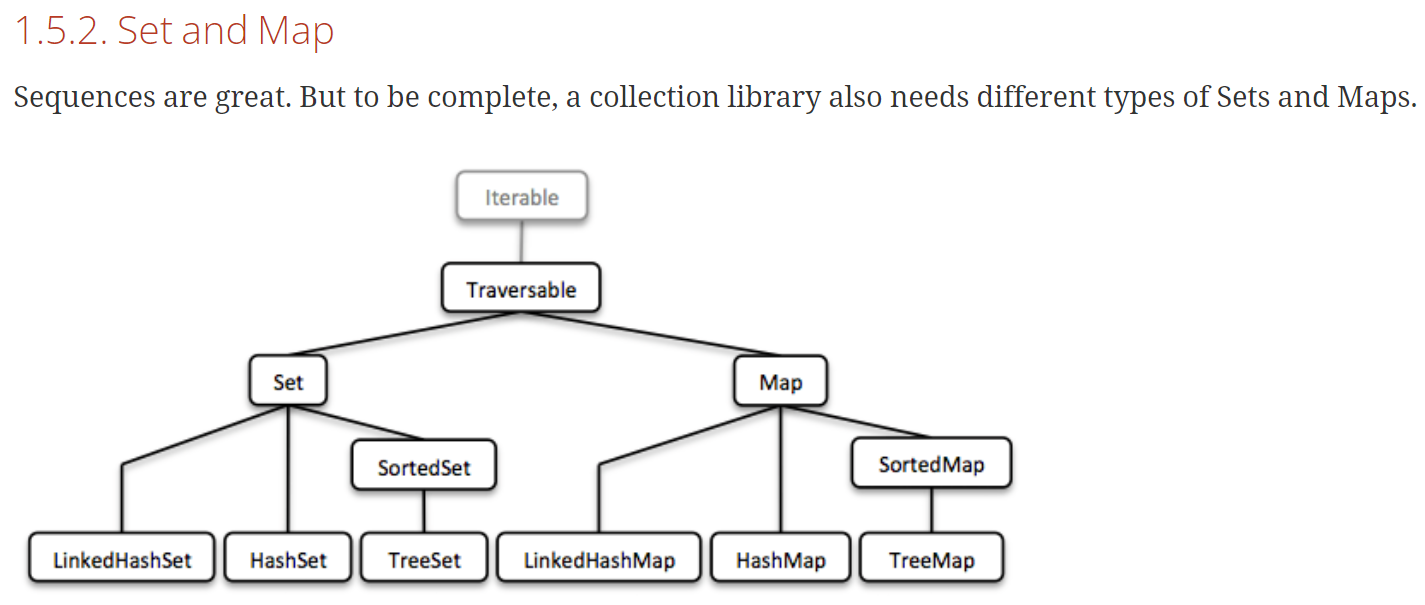 1.5.2. Set and Map
Sequences are great. But to be complete, a collection library also needs different types of Sets and Maps.
Iterable
Traversable
Set
Map
SortedSet
SortedMap
LinkedHashSet
HashSet
TreeSet
LinkedHashMap
HashMap
TreeMap